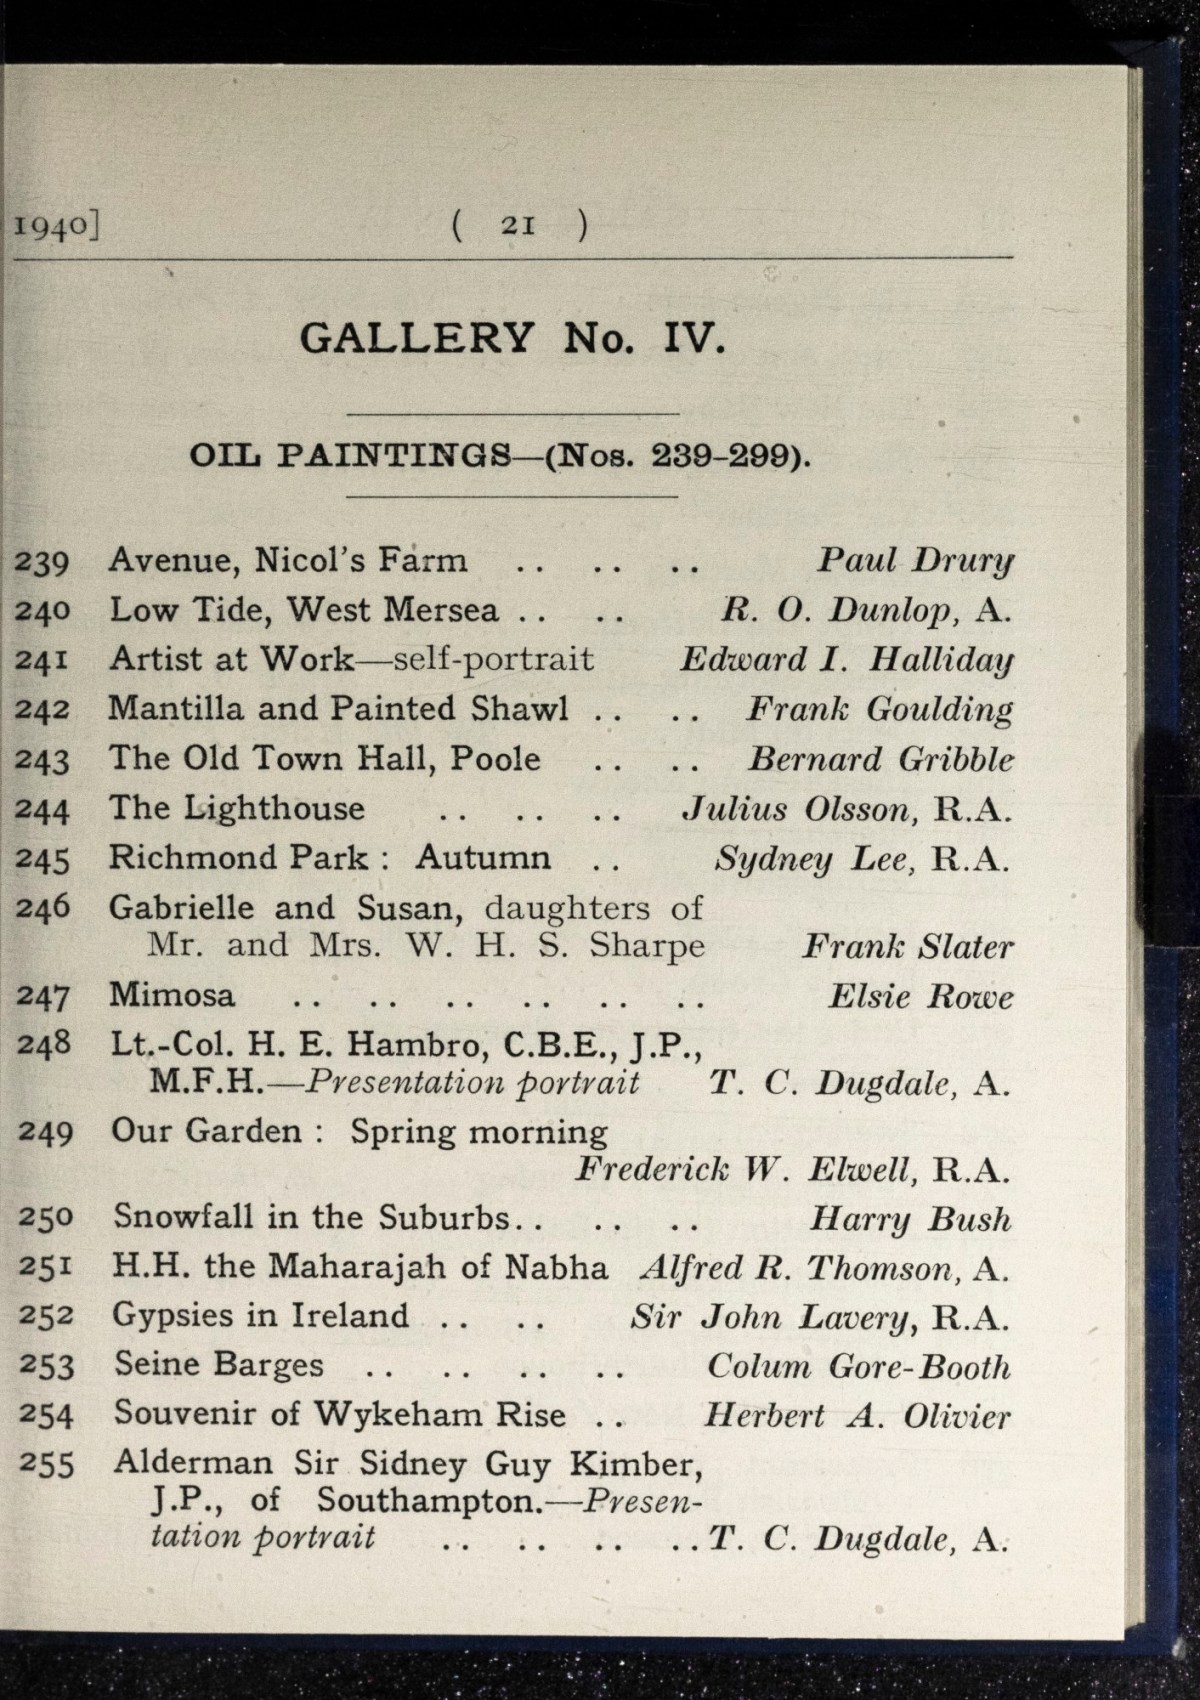 1940] ( 21 )
GALLERY No. IV.
OIL PAINTINGS—(Nos. 239-299).
239 Avenue, Nicol's Farm .. .. .. Paul Drury
240 Low Tide, West Mersea .. .. R. O. Dunlop, A.
241 Artist at Work—self-portrait Edward I. Halliday
242 Mantilla and Painted Shawl .. .. Frank Goulding
243 The Old Town Hall, Poole .. .. Bernard Gribble
244 The Lighthouse .. .. .. Julius Olsson, R.A.
245 Richmond Park : Autumn .. Sydney Lee, R.A.
246 Gabrielle and Susan, daughters of
Mr. and Mrs. W. H. S. Sharpe Frank Slater
247 Mimosa .. .. .. .. .. .. Elsie Rowe
248 Lt.-Col. H. E. Hambro, C.B.E., J.P.,
M.F.H.—Presentation portrait T. C. Dugdale, A.
249 Our Garden : Spring morning
Frederick W. Elwell, R.A.
250 Snowfall in the Suburbs.. .. .. Harry Bush
251 H.H. the Maharajah of Nabha Alfred R. Thomson, A.
252 Gypsies in Ireland .. .. Sir John Lavery, R.A.
253 Seine Barges .. .. .. .. Colum Gore-Booth
254 Souvenir of Wykeham Rise .. Herbert A. Olivier
255 Alderman Sir Sidney Guy Kimber,
J.P., of Southampton.—Presen-
tation portrait .. .. .. .. T. C. Dugdale, A.